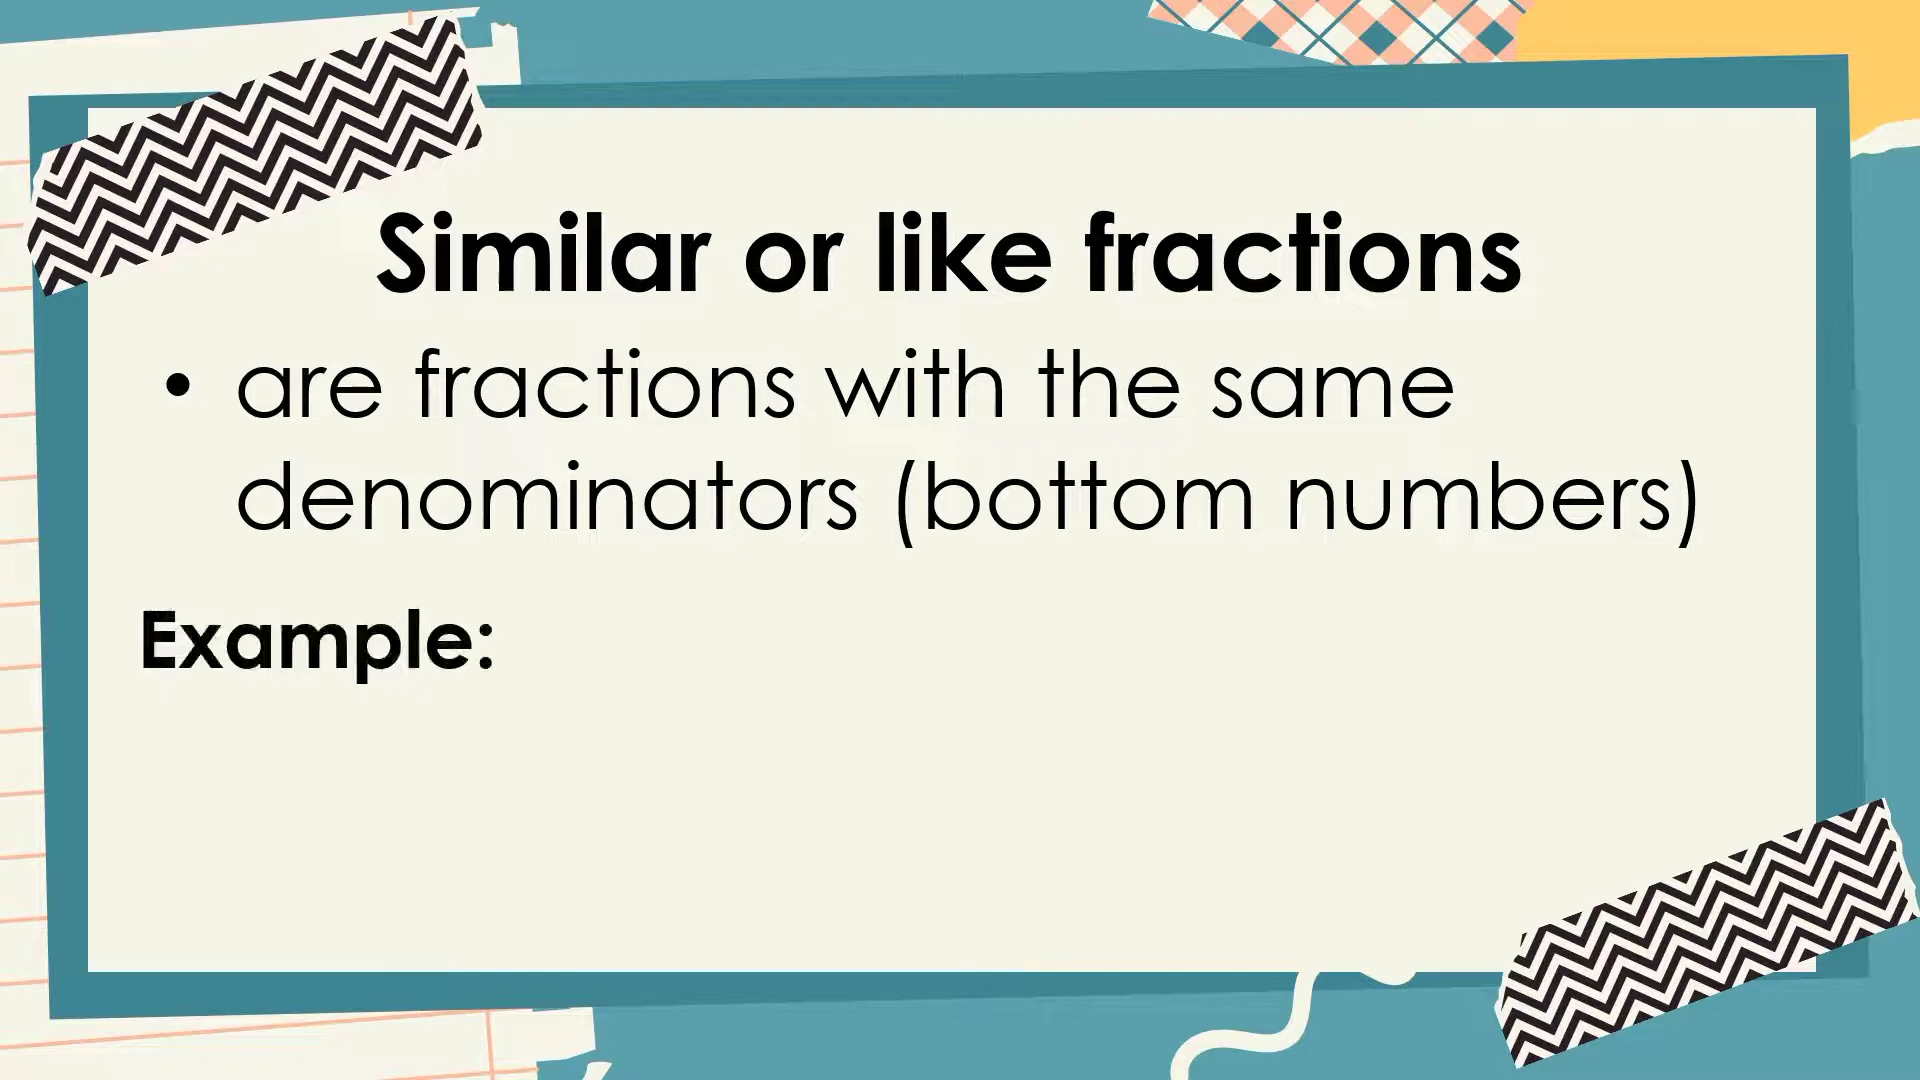 Similar or like fractions
• are fractions with the same
denominators (bottom numbers)
Example: